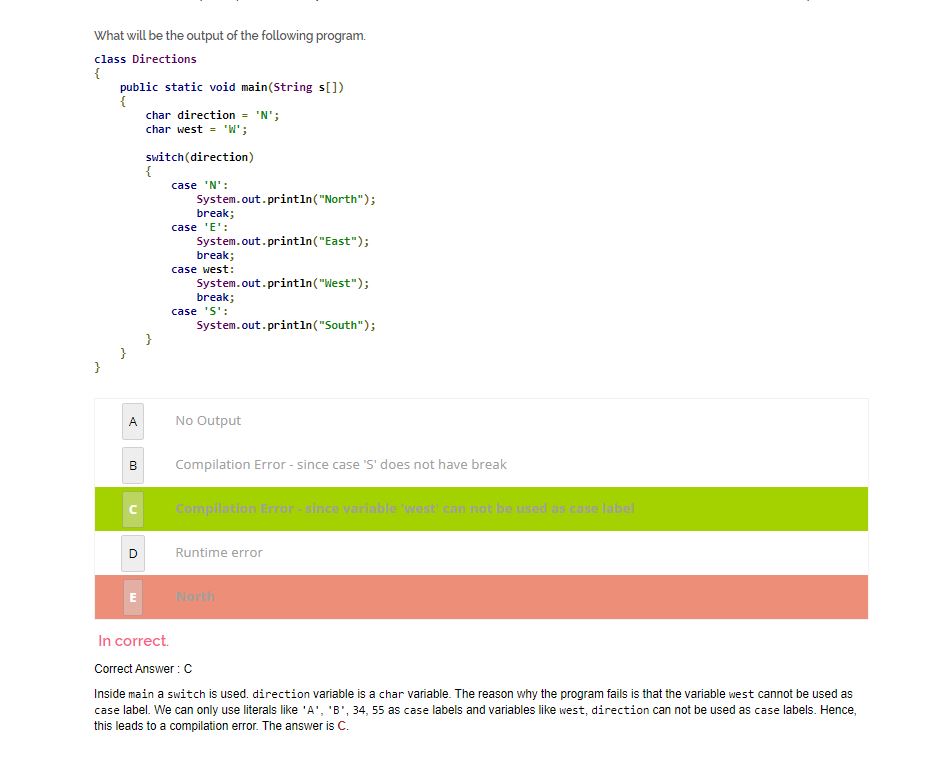 What will be the output of the following program.
class Directions
{
    public static void main(String s[])
    {
        char direction = 'N';
        char west = 'W';

        switch(direction)
        {
            case 'N':
                System.out.println("North");
                break;
            case 'E':
                System.out.println("East");
                break;
            case west:
                System.out.println("West");
                break;
            case 'S':
                System.out.println("South");
        }
    }
}
A No Output
B Compilation Error - since case 'S' does not have break
C Compilation Error - since variable 'west' can not be used as case label
D Runtime error
E North
In correct.
Correct Answer : C
Inside main a switch is used. direction variable is a char variable. The reason why the program fails is that the variable west cannot be used as
case label. We can only use literals like 'A', 'B', 34, 55 as case labels and variables like west, direction can not be used as case labels. Hence,
this leads to a compilation error. The answer is C.